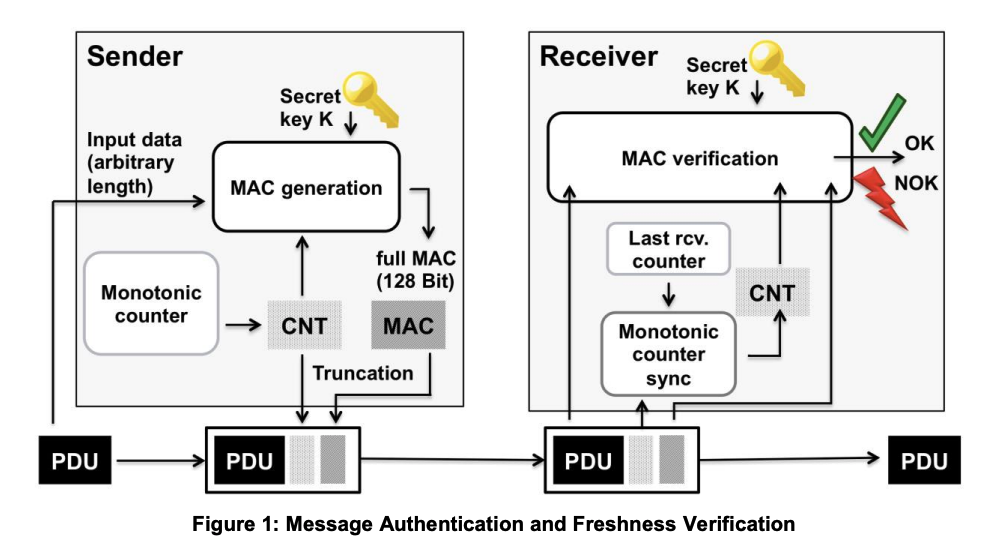 Sender
Secret
key K
Input data
(arbitrary
length)
MAC generation
full MAC
(128 Bit)
Monotonic
counter
CNT
MAC
Truncation
PDU
PDU
Receiver
Secret
key K
MAC verification
OK
NOK
Last rcv.
counter
CNT
Monotonic
counter
sync
PDU
PDU
Figure 1: Message Authentication and Freshness Verification